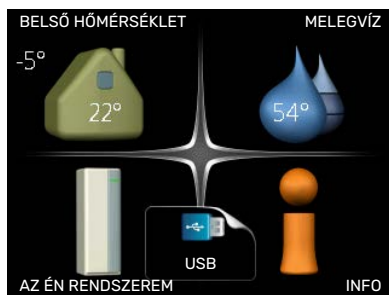 BELSŐ HŐMÉRSÉKLET
MELEGVÍZ
-5°
22°
54°
USB
AZ ÉN RENDSZEREM
INFO